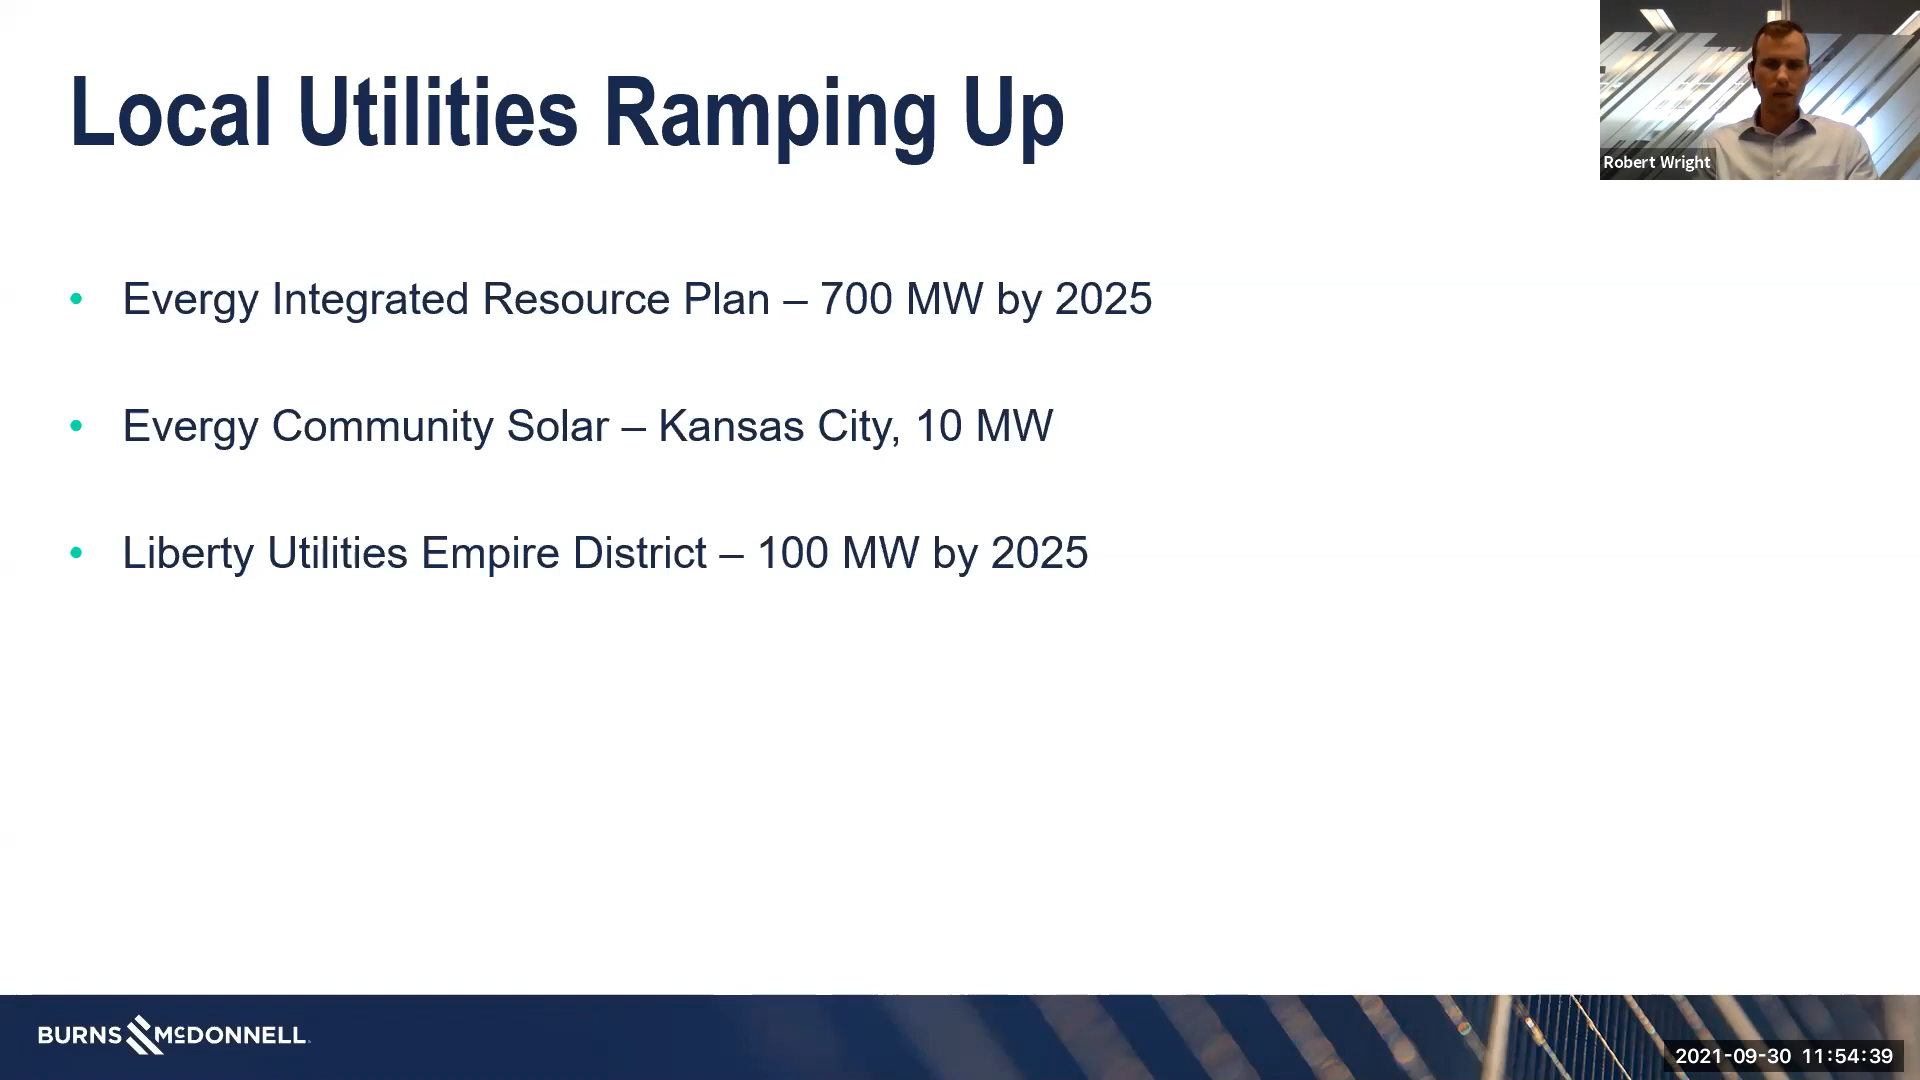 Local Utilities Ramping Up
Robert Wright
• Evergy Integrated Resource Plan – 700 MW by 2025
• Evergy Community Solar – Kansas City, 10 MW
• Liberty Utilities Empire District – 100 MW by 2025
BURNS McDONNELL
2021-09-30 11:54:39